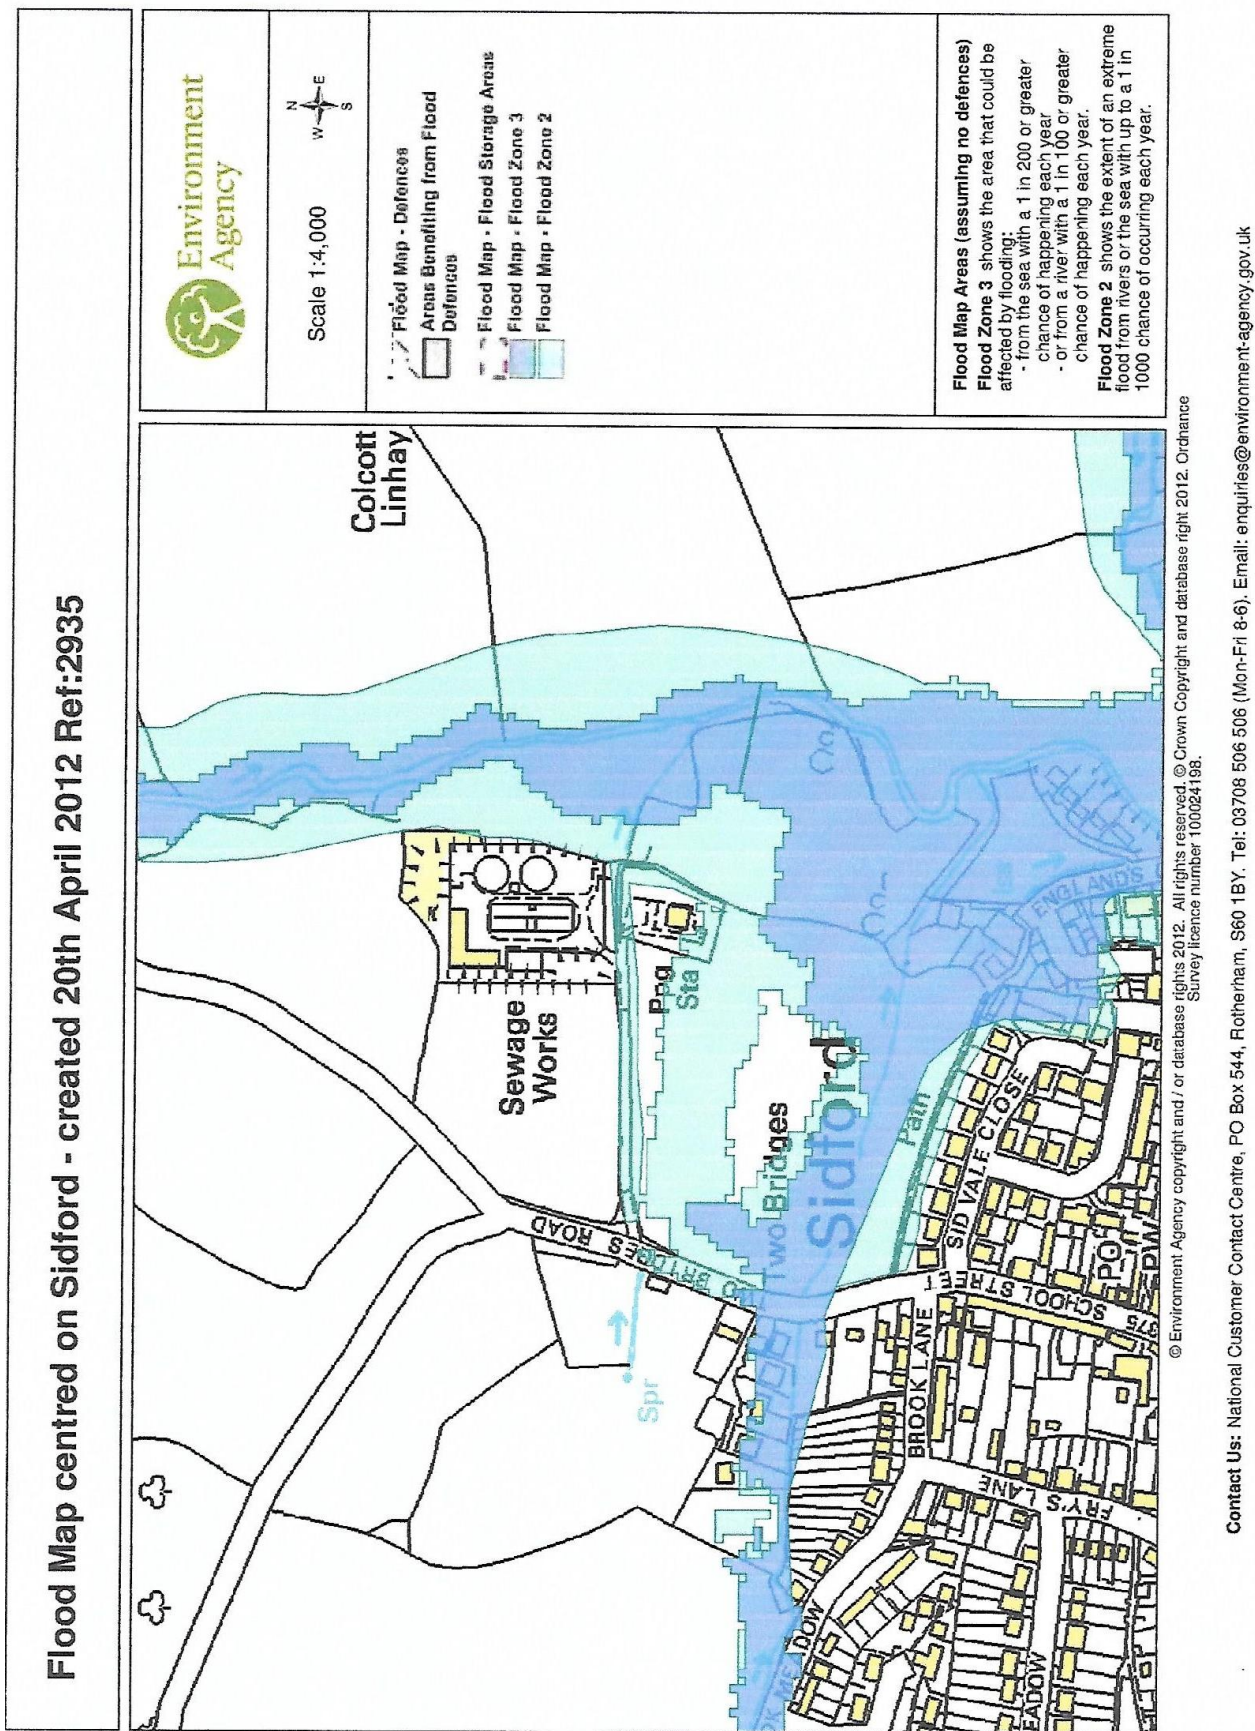 Flood Map centred on Sidford - created 20th April 2012 Ref:2935
Colcott
Linhay
Sewage
Works
Png
Sta
Two Bridges
Sidford
Spr
Path
ENGLANDS
SID VALE CLOSE
SCHOOL STREET
BROOK LANE
FRY'S LANE
PO
Environment
Agency
Scale 1:4,000
N
W E
S
Flood Map - Defences
Areas Benefiting from Flood
Defences
Flood Map - Flood Storage Areas
Flood Map - Flood Zone 3
Flood Map - Flood Zone 2
Flood Map Areas (assuming no defences)
Flood Zone 3 shows the area that could be
affected by flooding:
- from the sea with a 1 in 200 or greater
chance of happening each year
- or from a river with a 1 in 100 or greater
chance of happening each year.
Flood Zone 2 shows the extent of an extreme
flood from rivers or the sea with up to a 1 in
1000 chance of occurring each year.
© Environment Agency copyright and / or database rights 2012. All rights reserved. © Crown Copyright and database right 2012. Ordnance
Survey licence number 100024198.
Contact Us: National Customer Contact Centre, PO Box 544, Rotherham, S60 1BY. Tel: 03708 506 506 (Mon-Fri 8-6). Email: enquiries@environment-agency.gov.uk